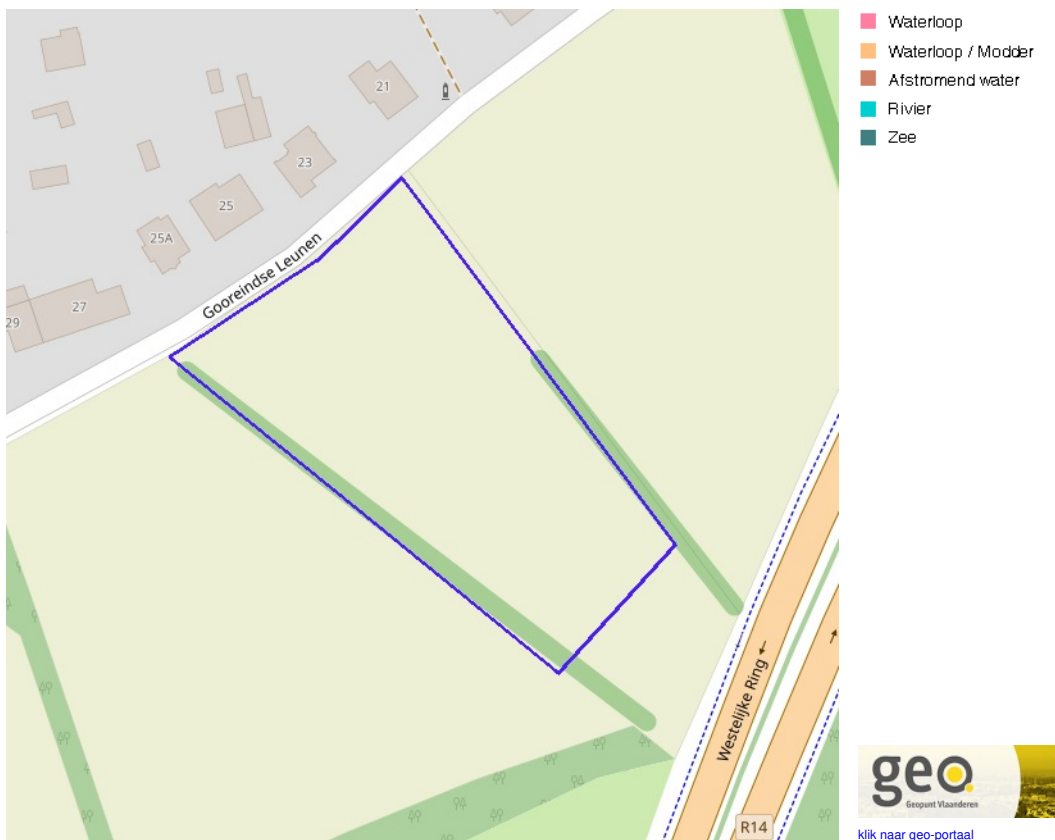 Waterloop
Waterloop / Modder
Afstromend water
Rivier
Zee
21
23
25
25A
27
29
Gooreindse Leunen
Westelijke Ring
R14
geo
Geopunt Vlaanderen
klik naar geo-portaal